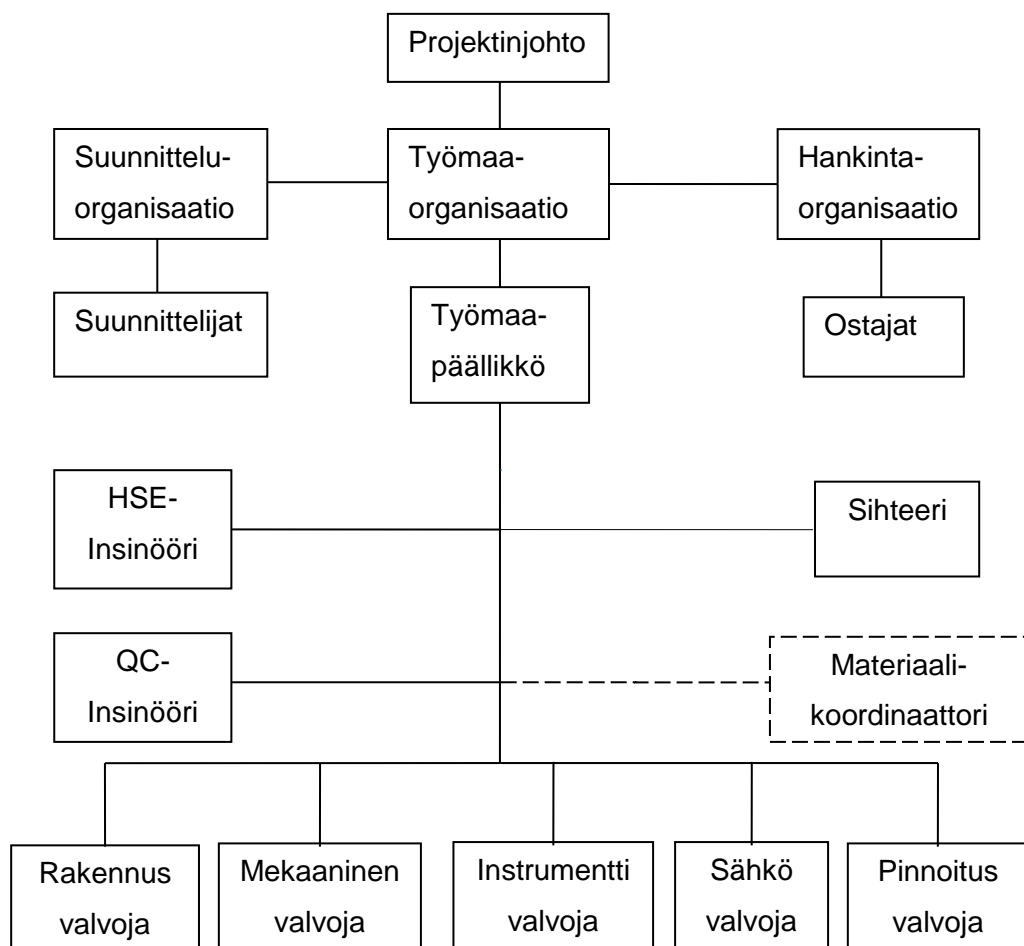 Projektinjohto
Suunnittelu-
organisaatio
Työmaa-
organisaatio
Hankinta-
organisaatio
Suunnittelijat
Työmaa-
päällikkö
Ostajat
HSE-
Insinööri
Sihteeri
QC-
Insinööri
Materiaali-
koordinaattori
Rakennus
valvoja
Mekaaninen
valvoja
Instrumentti
valvoja
Sähkö
valvoja
Pinnoitus
valvoja